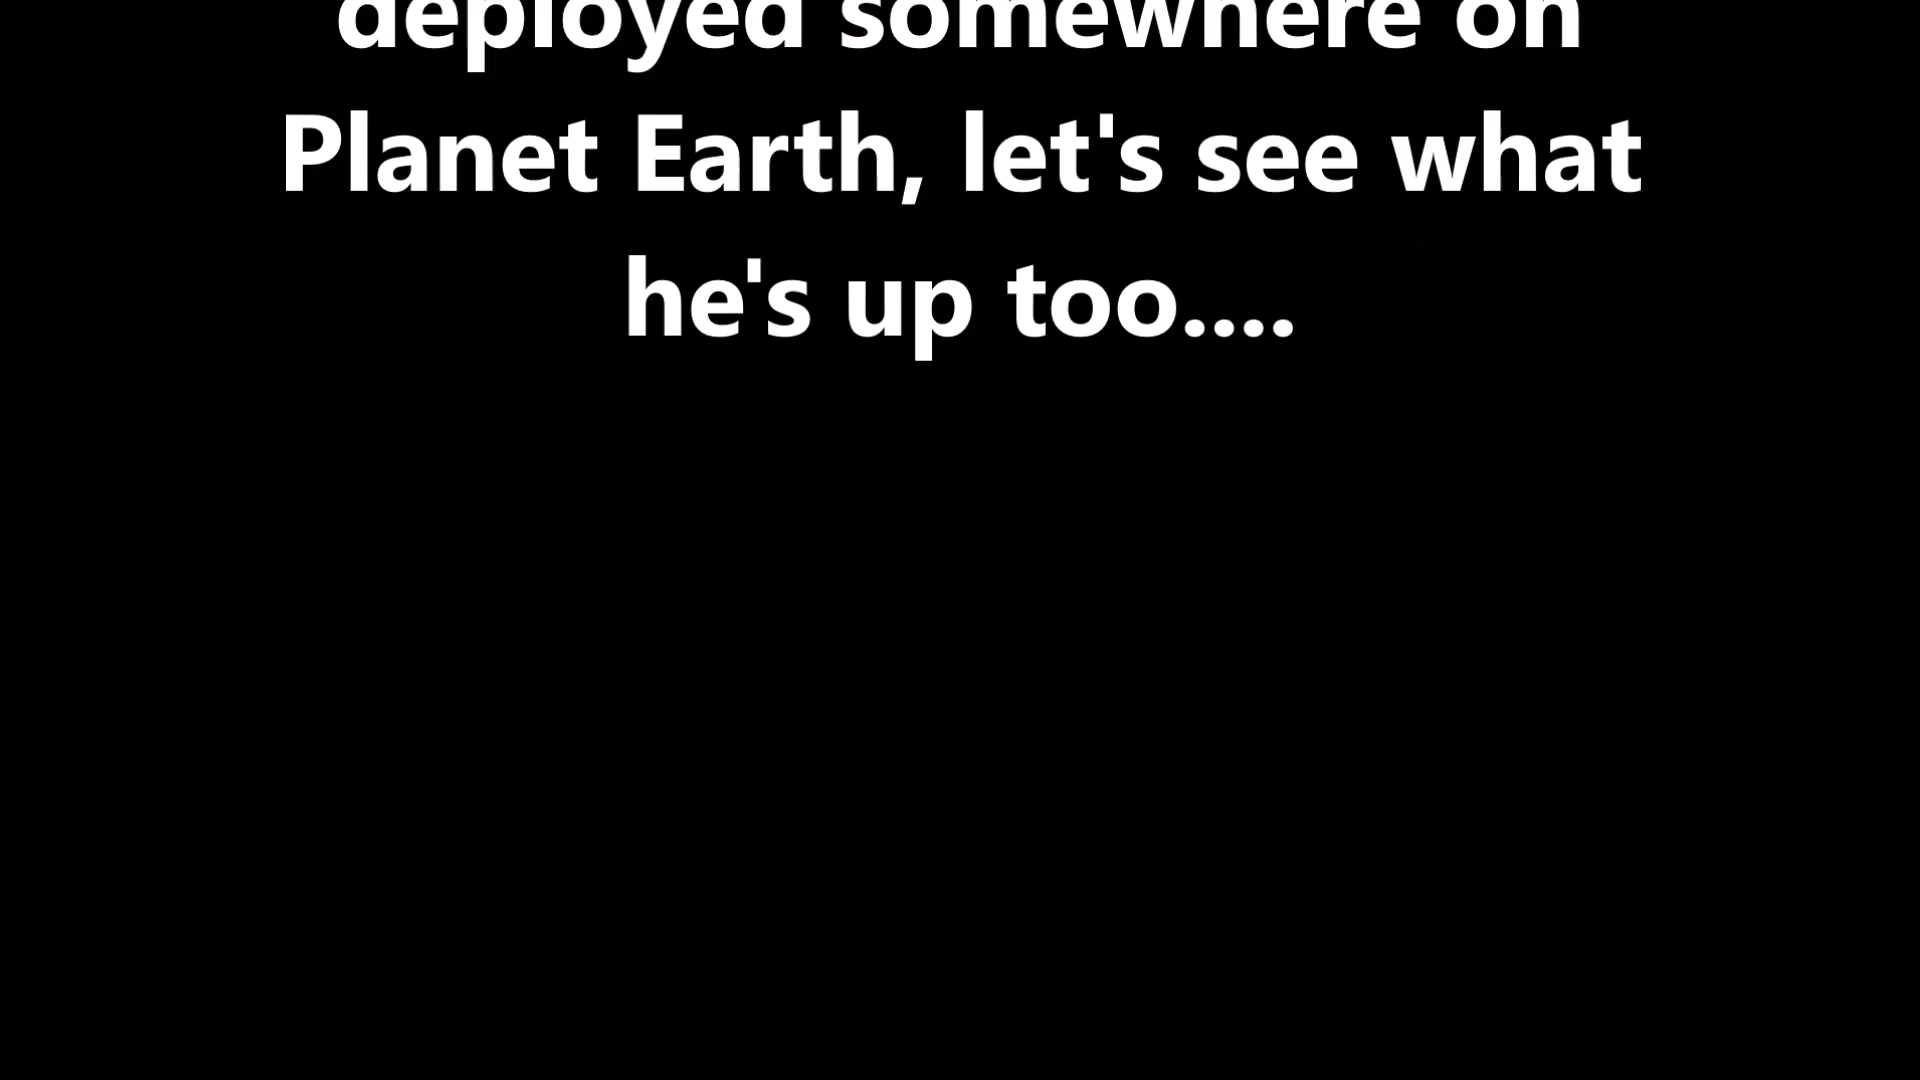 deployed somewhere on
Planet Earth, let's see what
he's up too....